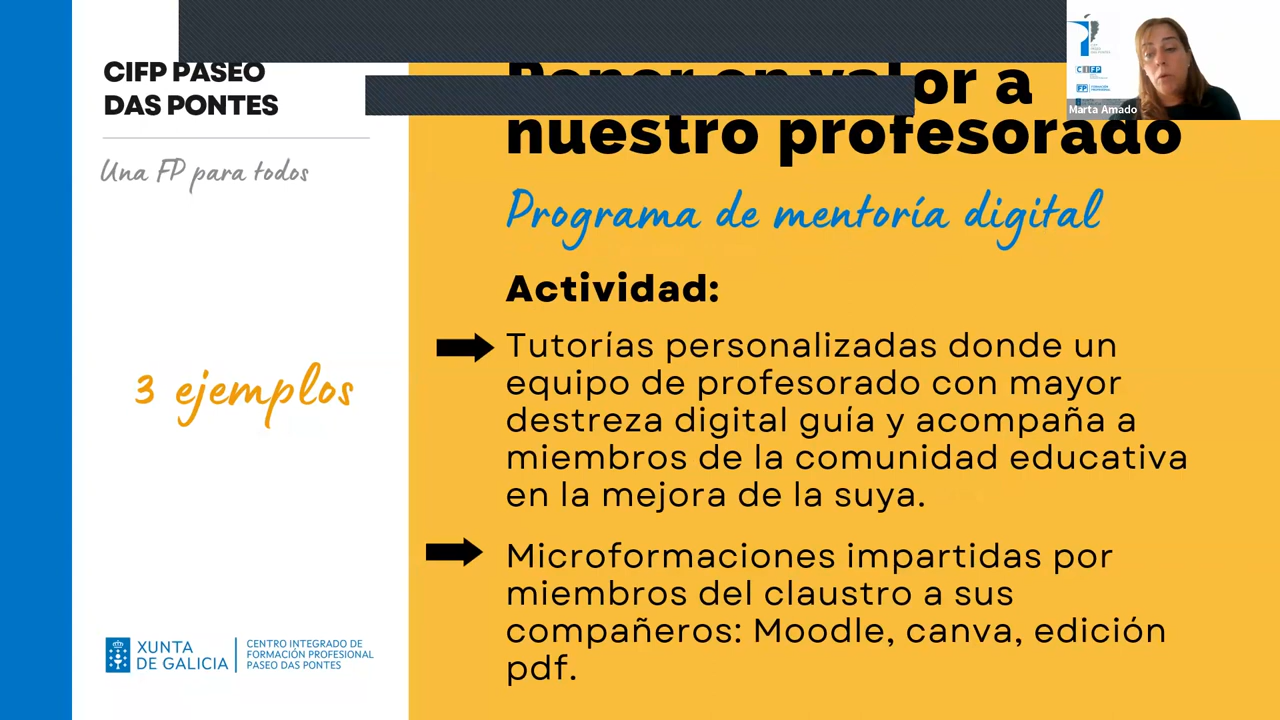 CIFP PASEO
DAS PONTES
Una FP para todos
3 ejemplos
XUNTA
DE GALICIA
CENTRO INTEGRADO DE
FORMACIÓN PROFESIONAL
PASEO DAS PONTES
a
nuestro profesorado
Programa de mentoría digital
Actividad:
Tutorías personalizadas donde un
equipo de profesorado con mayor
destreza digital guía y acompaña a
miembros de la comunidad educativa
en la mejora de la suya.
Microformaciones impartidas por
miembros del claustro a sus
compañeros: Moodle, canva, edición
pdf.
CIFP
FP
Marta Amado